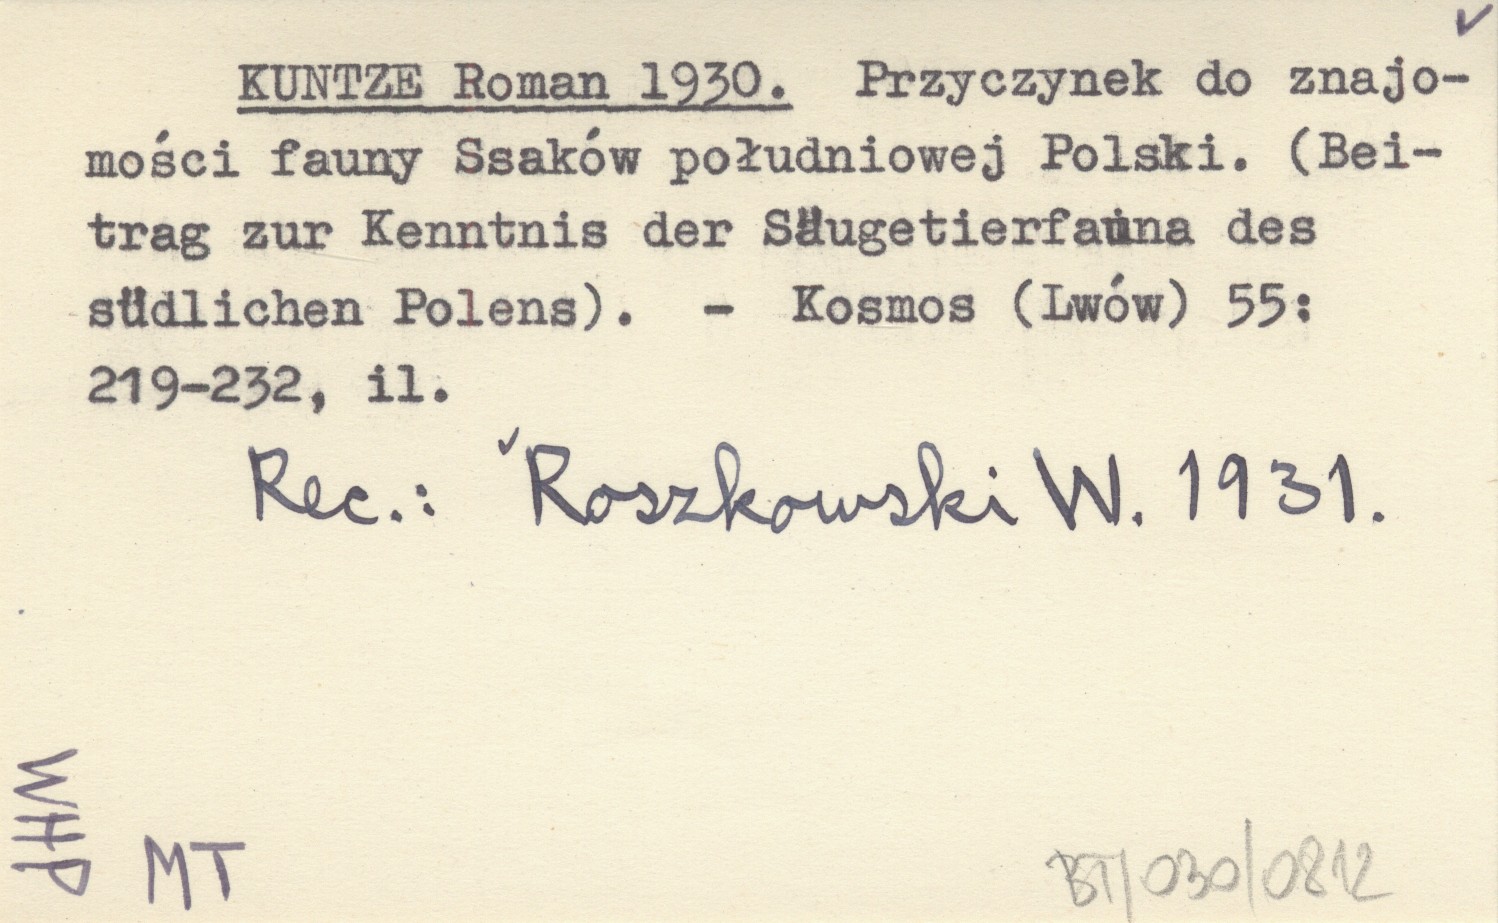 KUNTZE Roman 1930. Przyczynek do znajo-
mości fauny Ssaków południowej Polski. (Bei-
trag zur Kenntnis der Säugetierfauna des
südlichen Polens). - Kosmos (Lwów) 55:
219-232, il.
Rec.: Roszkowski W. 1931.
WHP
MT
BT/030/0812